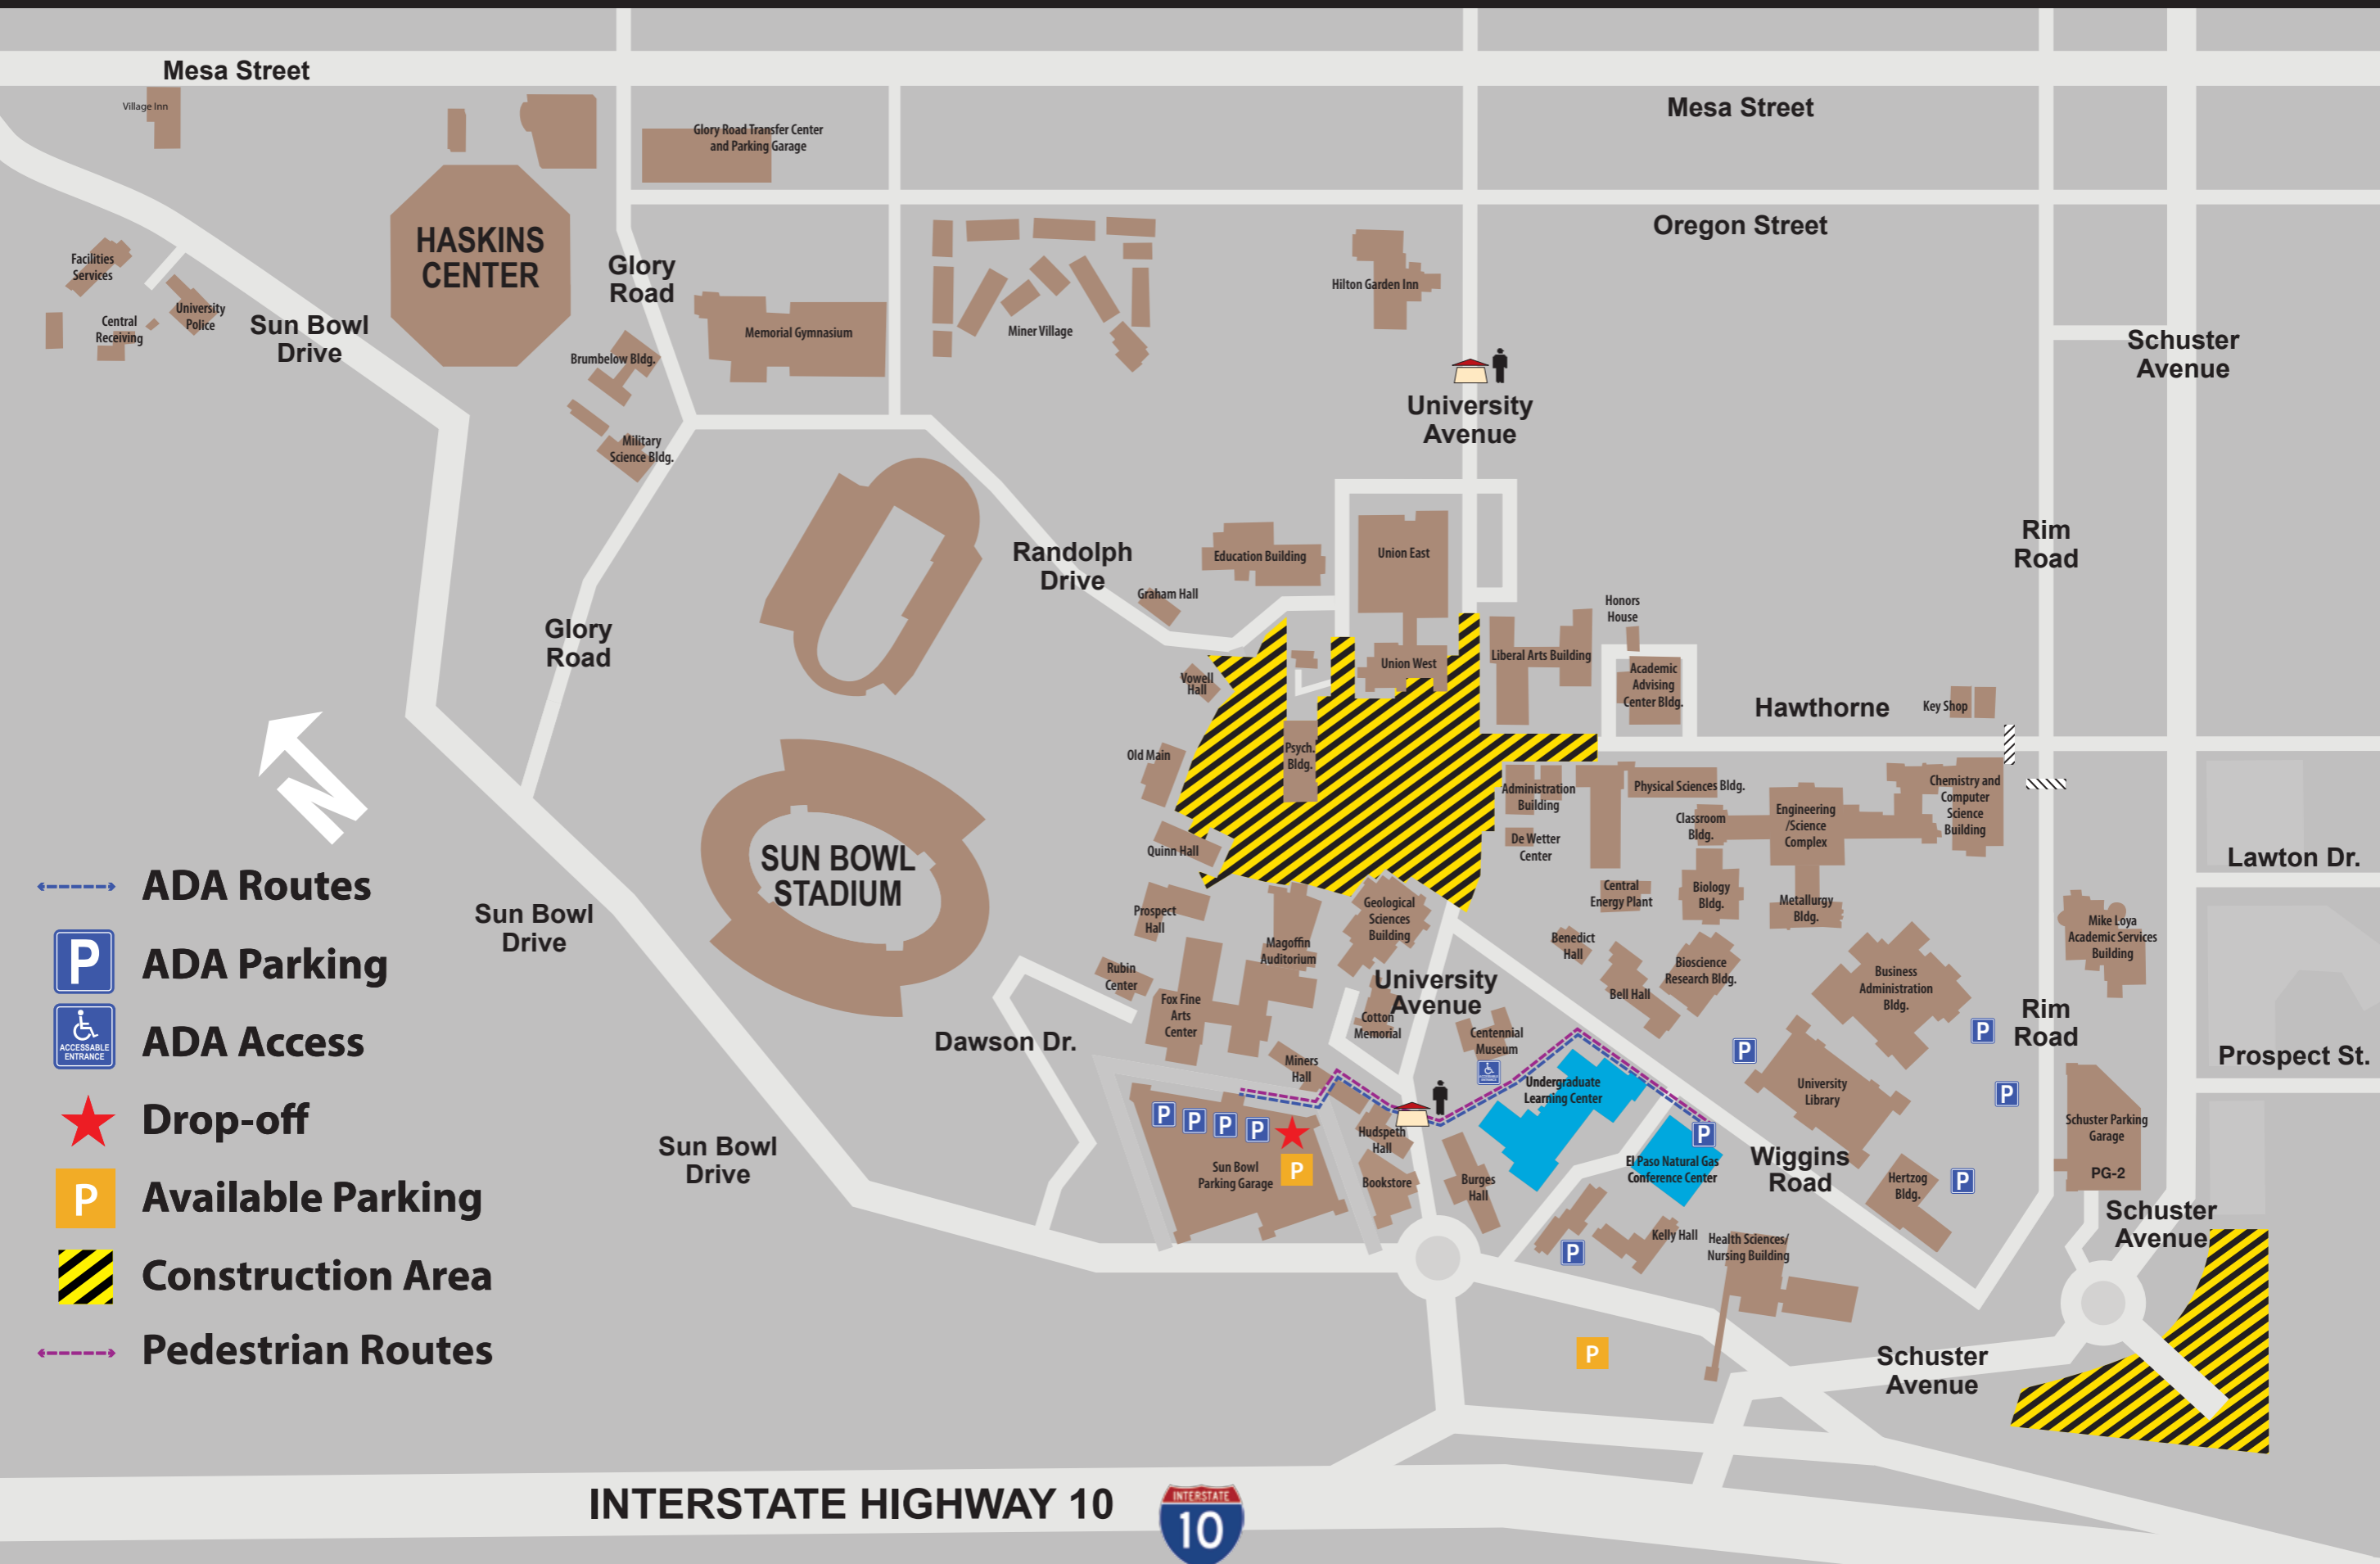 Mesa Street
Mesa Street
Village Inn
Glory Road Transfer Center
and Parking Garage
Oregon Street
HASKINS
CENTER
Glory
Road
Facilities
Services
University
Police
Central
Receiving
Sun Bowl
Drive
Brumbelow Bldg.
Memorial Gymnasium
Miner Village
Hilton Garden Inn
Schuster
Avenue
Military
Science Bldg.
University
Avenue
Rim
Road
Randolph
Drive
Education Building
Union East
Graham Hall
Honors
House
Glory
Road
Vowell
Hall
Union West
Liberal Arts Building
Academic
Advising
Center Bldg.
Hawthorne
Key Shop
Old Main
Psych.
Bldg.
N
Administration
Building
Physical Sciences Bldg.
Chemistry and
Computer
Science
Building
Classroom
Bldg.
Engineering
/Science
Complex
De Wetter
Center
Quinn Hall
SUN BOWL
STADIUM
Lawton Dr.
Central
Energy Plant
Biology
Bldg.
Metallurgy
Bldg.
Prospect
Hall
Geological
Sciences
Building
Magoffin
Auditorium
Mike Loya
Academic Services
Building
Benedict
Hall
Bioscience
Research Bldg.
Bell Hall
Business
Administration
Bldg.
Sun Bowl
Drive
Rubin
Center
Fox Fine
Arts
Center
University
Avenue
Cotton
Memorial
Centennial
Museum
Rim
Road
Dawson Dr.
Prospect St.
Miners
Hall
ACCESSABLE
ENTRANCE
Undergraduate
Learning Center
University
Library
P
P
P
P
P
P
P
P
Sun Bowl
Parking Garage
P
Hudspeth
Hall
Bookstore
Burges
Hall
El Paso Natural Gas
Conference Center
Wiggins
Road
Hertzog
Bldg.
P
Schuster Parking
Garage
PG-2
Sun Bowl
Drive
Schuster
Avenue
Kelly Hall
Health Sciences/
Nursing Building
P
P
Schuster
Avenue
ADA Routes
P ADA Parking
ACCESSABLE
ENTRANCE
ADA Access
Drop-off
P Available Parking
Construction Area
Pedestrian Routes
INTERSTATE HIGHWAY 10
INTERSTATE
10